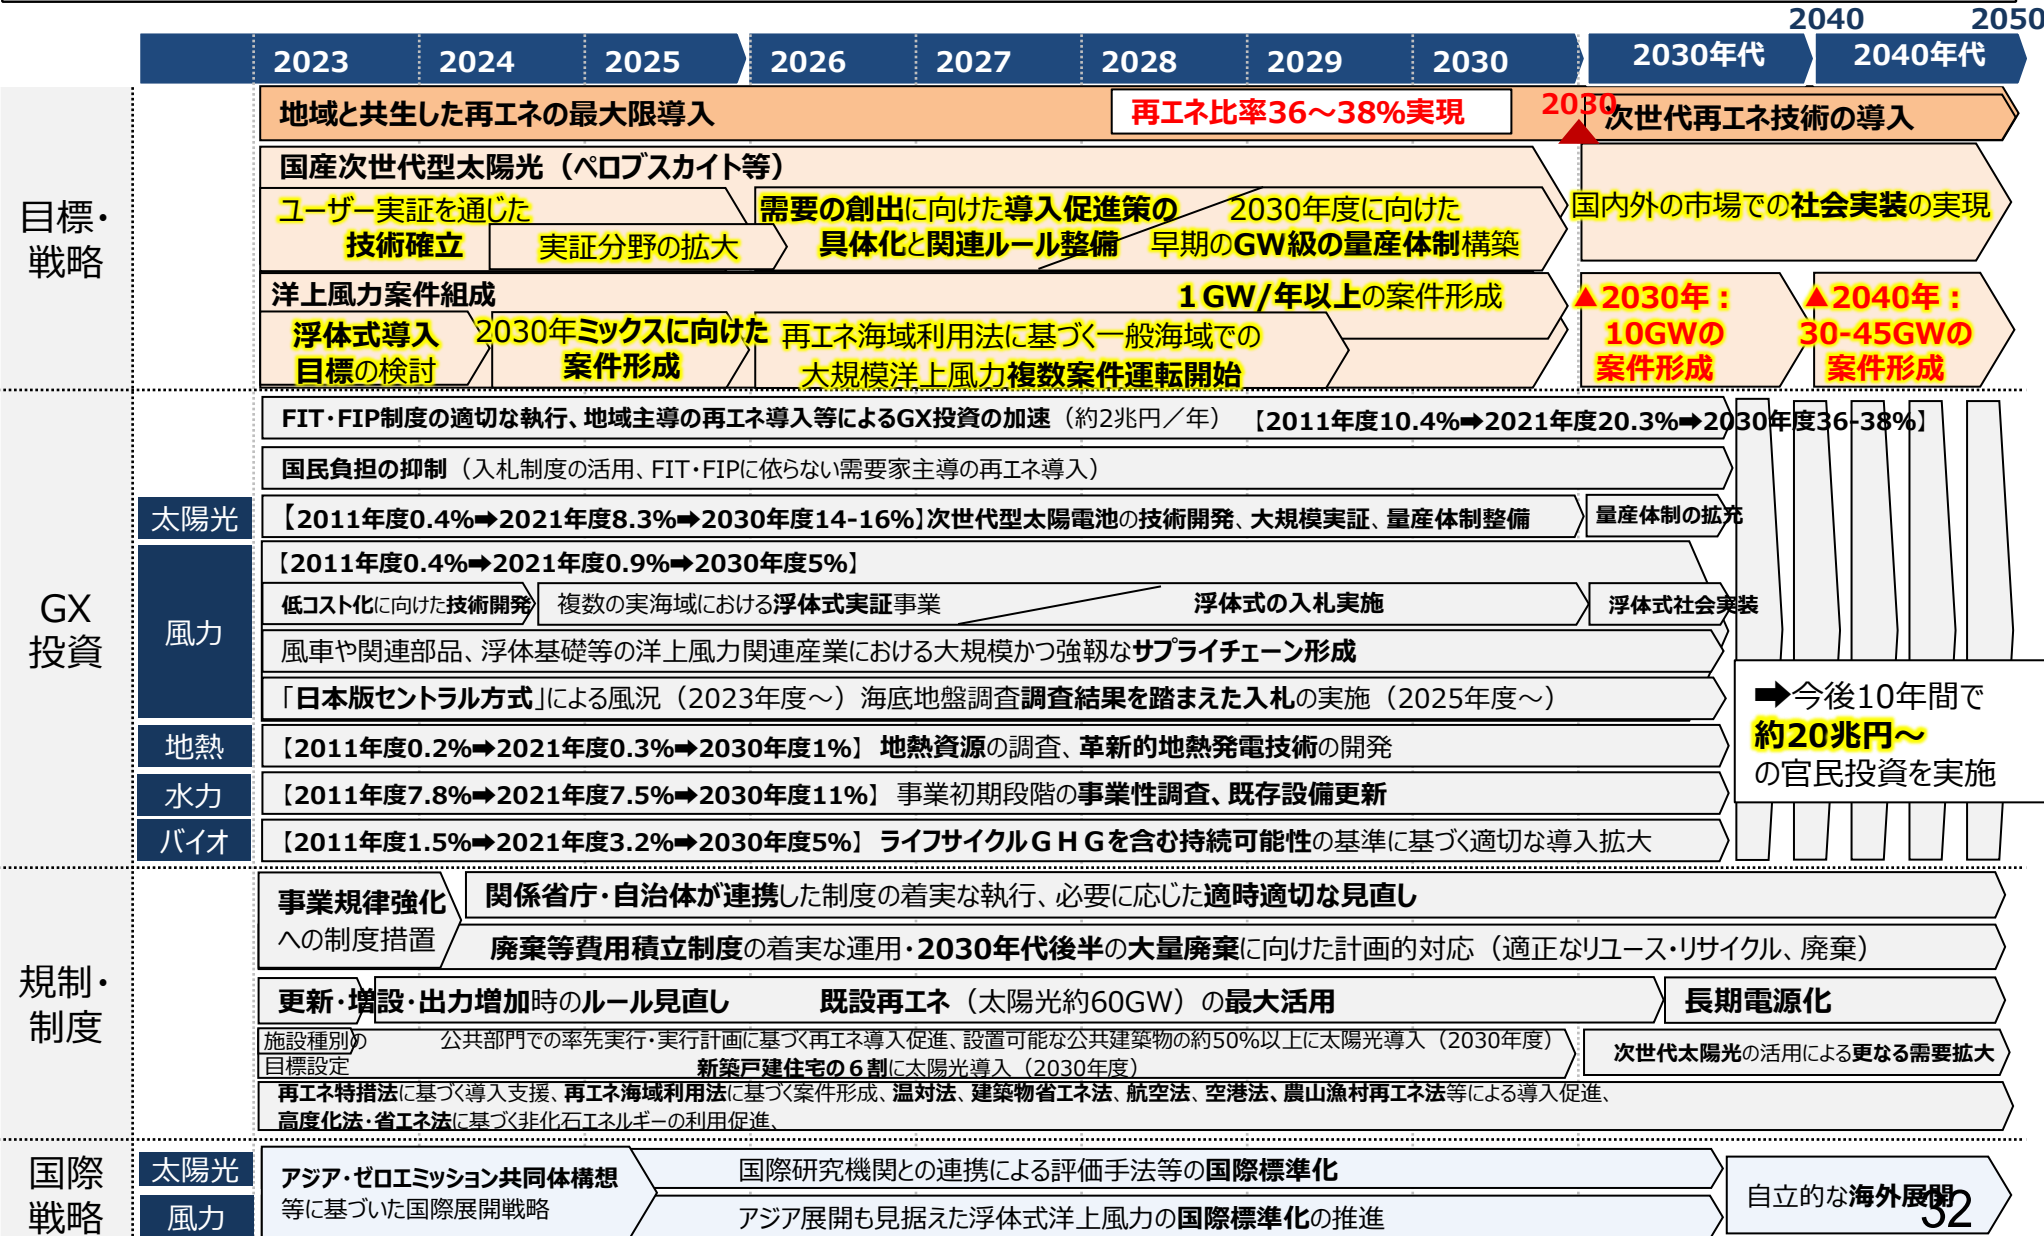 2040
2050
2023
2024
2025
2026
2027
2028
2029
2030
2030年代
2040年代
目標・
戦略
地域と共生した再エネの最大限導入
再エネ比率36～38%実現
2030
次世代再エネ技術の導入
国産次世代型太陽光（ペロブスカイト等）
ユーザー実証を通じた
技術確立
実証分野の拡大
需要の創出に向けた導入促進策の
具体化と関連ルール整備
2030年度に向けた
早期のGW級の量産体制構築
国内外の市場での社会実装の実現
洋上風力案件組成
1GW/年以上の案件形成
浮体式導入
目標の検討
2030年ミックスに向けた
案件形成
再エネ海域利用法に基づく一般海域での
大規模洋上風力複数案件運転開始
▲2030年：
10GWの
案件形成
▲2040年：
30-45GWの
案件形成
GX
投資
FIT・FIP制度の適切な執行、地域主導の再エネ導入等によるGX投資の加速（約2兆円／年）【2011年度10.4%➡2021年度20.3%➡2030年度36-38%】
国民負担の抑制（入札制度の活用、FIT・FIPに依らない需要家主導の再エネ導入）
太陽光
【2011年度0.4%➡2021年度8.3%➡2030年度14-16%】次世代型太陽電池の技術開発、大規模実証、量産体制整備
量産体制の拡充
風力
【2011年度0.4%➡2021年度0.9%➡2030年度5%】
低コスト化に向けた技術開発
複数の実海域における浮体式実証事業
浮体式の入札実施
浮体式社会実装
風車や関連部品、浮体基礎等の洋上風力関連産業における大規模かつ強靱なサプライチェーン形成
「日本版セントラル方式」による風況（2023年度～）海底地盤調査調査結果を踏まえた入札の実施（2025年度～）
➡今後10年間で
約20兆円～
の官民投資を実施
地熱
【2011年度0.2%➡2021年度0.3%➡2030年度1%】地熱資源の調査、革新的地熱発電技術の開発
水力
【2011年度7.8%➡2021年度7.5%➡2030年度11%】事業初期段階の事業性調査、既存設備更新
バイオ
【2011年度1.5%➡2021年度3.2%➡2030年度5%】ライフサイクルGHGを含む持続可能性の基準に基づく適切な導入拡大
規制・
制度
事業規律強化
への制度措置
関係省庁・自治体が連携した制度の着実な執行、必要に応じた適時適切な見直し
廃棄等費用積立制度の着実な運用・2030年代後半の大量廃棄に向けた計画的対応（適正なリユース・リサイクル、廃棄）
更新・増設・出力増加時のルール見直し
既設再エネ（太陽光約60GW）の最大活用
長期電源化
施設種別の
目標設定
公共部門での率先実行・実行計画に基づく再エネ導入促進、設置可能な公共建築物の約50%以上に太陽光導入（2030年度）
新築戸建住宅の６割に太陽光導入（2030年度）
次世代太陽光の活用による更なる需要拡大
再エネ特措法に基づく導入支援、再エネ海域利用法に基づく案件形成、温対法、建築物省エネ法、航空法、空港法、農山漁村再エネ法等による導入促進、
高度化法・省エネ法に基づく非化石エネルギーの利用促進、
国際
戦略
太陽光
風力
アジア・ゼロエミッション共同体構想
等に基づいた国際展開戦略
国際研究機関との連携による評価手法等の国際標準化
アジア展開も見据えた浮体式洋上風力の国際標準化の推進
自立的な海外展開
32